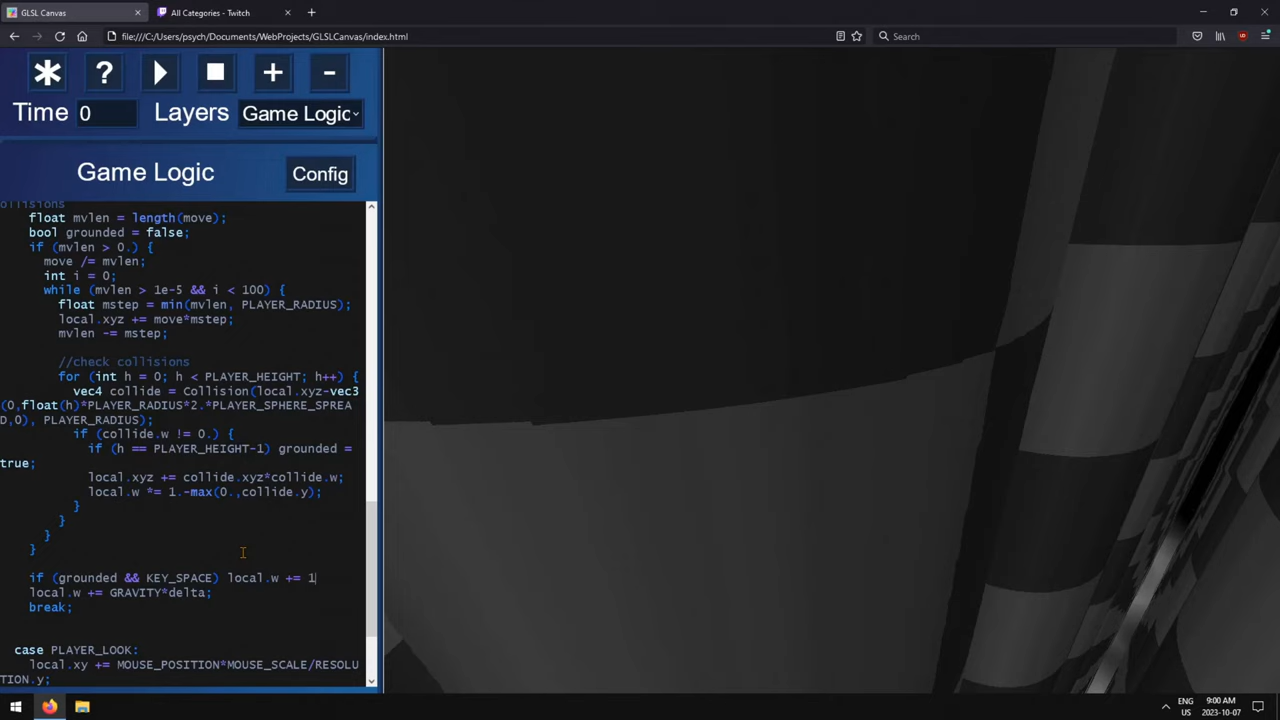 GLSL Canvas
All Categories - Twitch
file:///C:/Users/psych/Documents/WebProjects/GLSLCanvas/index.html
Search
* ? + -
Time 0 Layers Game Logic
Game Logic Config
ollisions
float mvlen = length(move);
bool grounded = false;
if (mvlen > 0.) {
move /= mvlen;
int i = 0;
while (mvlen > 1e-5 && i < 100) {
float mstep = min(mvlen, PLAYER_RADIUS);
local.xyz += move*mstep;
mvlen -= mstep;
//check collisions
for (int h = 0; h < PLAYER_HEIGHT; h++) {
vec4 collide = Collision(local.xyz-vec3
(0,float(h)*PLAYER_RADIUS*2.*PLAYER_SPHERE_SPREA
D,0), PLAYER_RADIUS);
if (collide.w != 0.) {
if (h == PLAYER_HEIGHT-1) grounded =
true;
local.xyz += collide.xyz*collide.w;
local.w *= 1.-max(0.,collide.y);
}
}
}
}
if (grounded && KEY_SPACE) local.w += 1
local.w += GRAVITY*delta;
break;
case PLAYER_LOOK:
local.xy += MOUSE_POSITION*MOUSE_SCALE/RESOLU
TION.y;
ENG
US
9:00 AM
2023-10-07